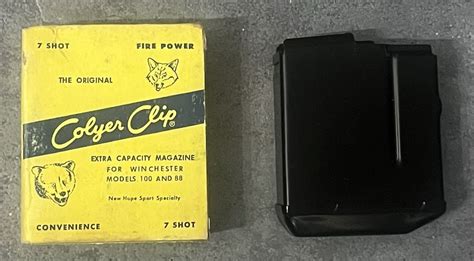 7 SHOT FIRE POWER
THE ORIGINAL
Colyer Clip®
EXTRA CAPACITY MAGAZINE
FOR WINCHESTER
MODELS 100 AND 88
New Hope Sport Specialty
CONVENIENCE 7 SHOT